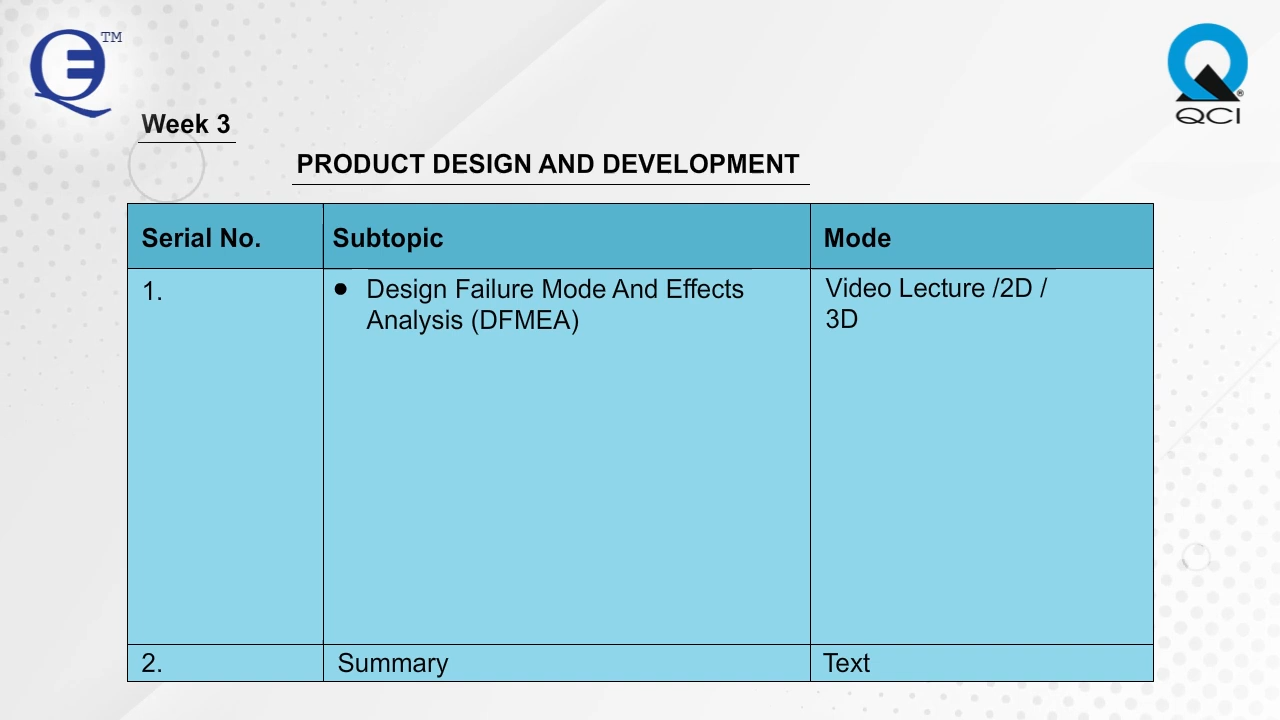 TM
QCI
Week 3
PRODUCT DESIGN AND DEVELOPMENT
Serial No.
Subtopic
Mode
1.
● Design Failure Mode And Effects
Analysis (DFMEA)
Video Lecture /2D /
3D
2.
Summary
Text